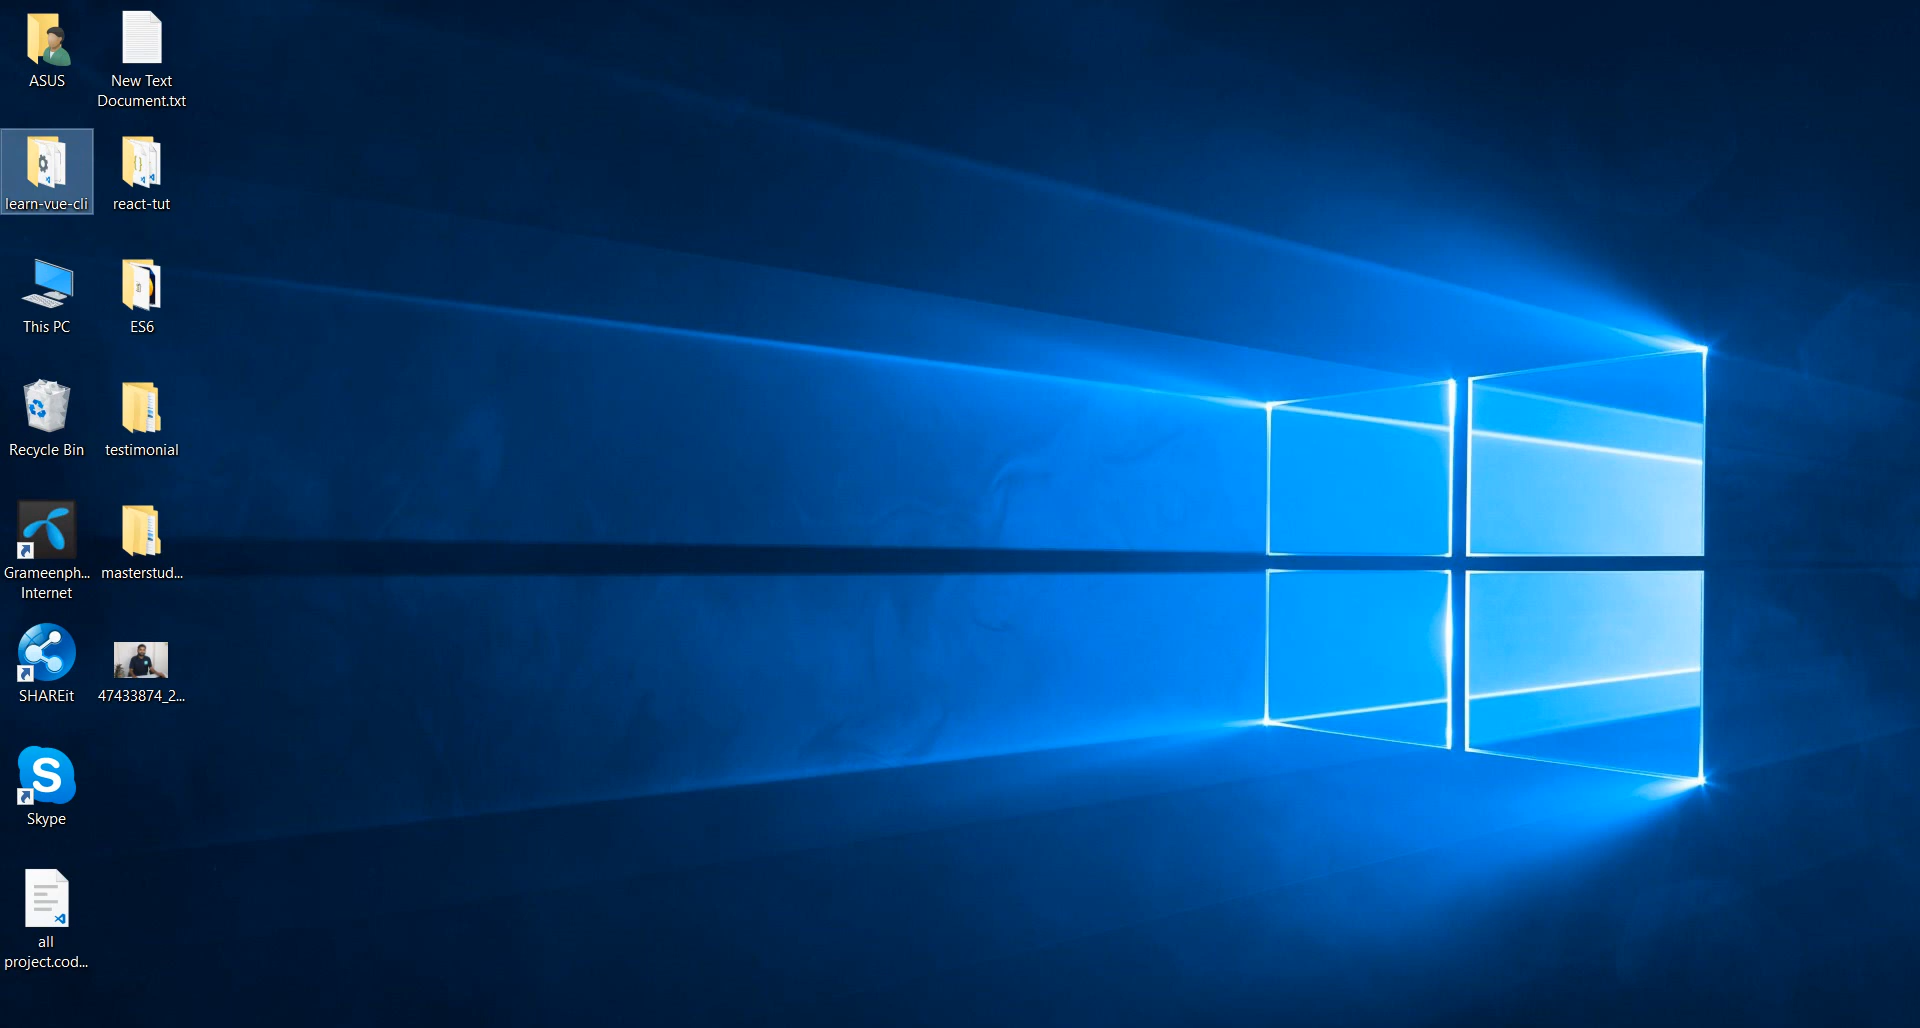 ASUS
New Text
Document.txt
learn-vue-cli
react-tut
This PC
ES6
Recycle Bin
testimonial
Grameenph...
Internet
masterstud...
SHAREit
47433874_2...
Skype
all
project.cod...